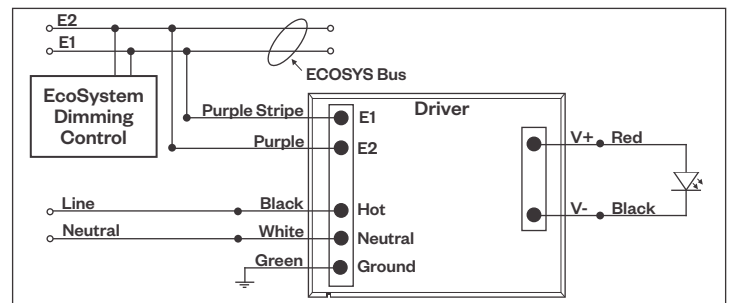 E2
E1
ECOSYS Bus
EcoSystem
Dimming
Control
Driver
Purple Stripe
E1
Purple
E2
V+
Red
Line
Black
Hot
V-
Black
Neutral
White
Neutral
Green
Ground